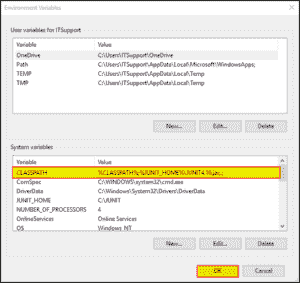 Environment Variables
User variables for ITSupport
Variable Value
OneDrive C:\Users\ITSupport\OneDrive
Path C:\Users\ITSupport\AppData\Local\Microsoft\WindowsApps;
TEMP C:\Users\ITSupport\AppData\Local\Temp
TMP C:\Users\ITSupport\AppData\Local\Temp
New... Edit... Delete
System variables
Variable Value
CLASSPATH %CLASSPATH%;%JUNIT_HOME%\JUNIT4.10.jar;.;
ComSpec C:\WINDOWS\system32\cmd.exe
DriverData C:\Windows\System32\Drivers\DriverData
JUNIT_HOME C:\JUNIT
NUMBER_OF_PROCESSORS 4
OnlineServices Online Services
OS Windows_NT
New... Edit... Delete
OK Cancel